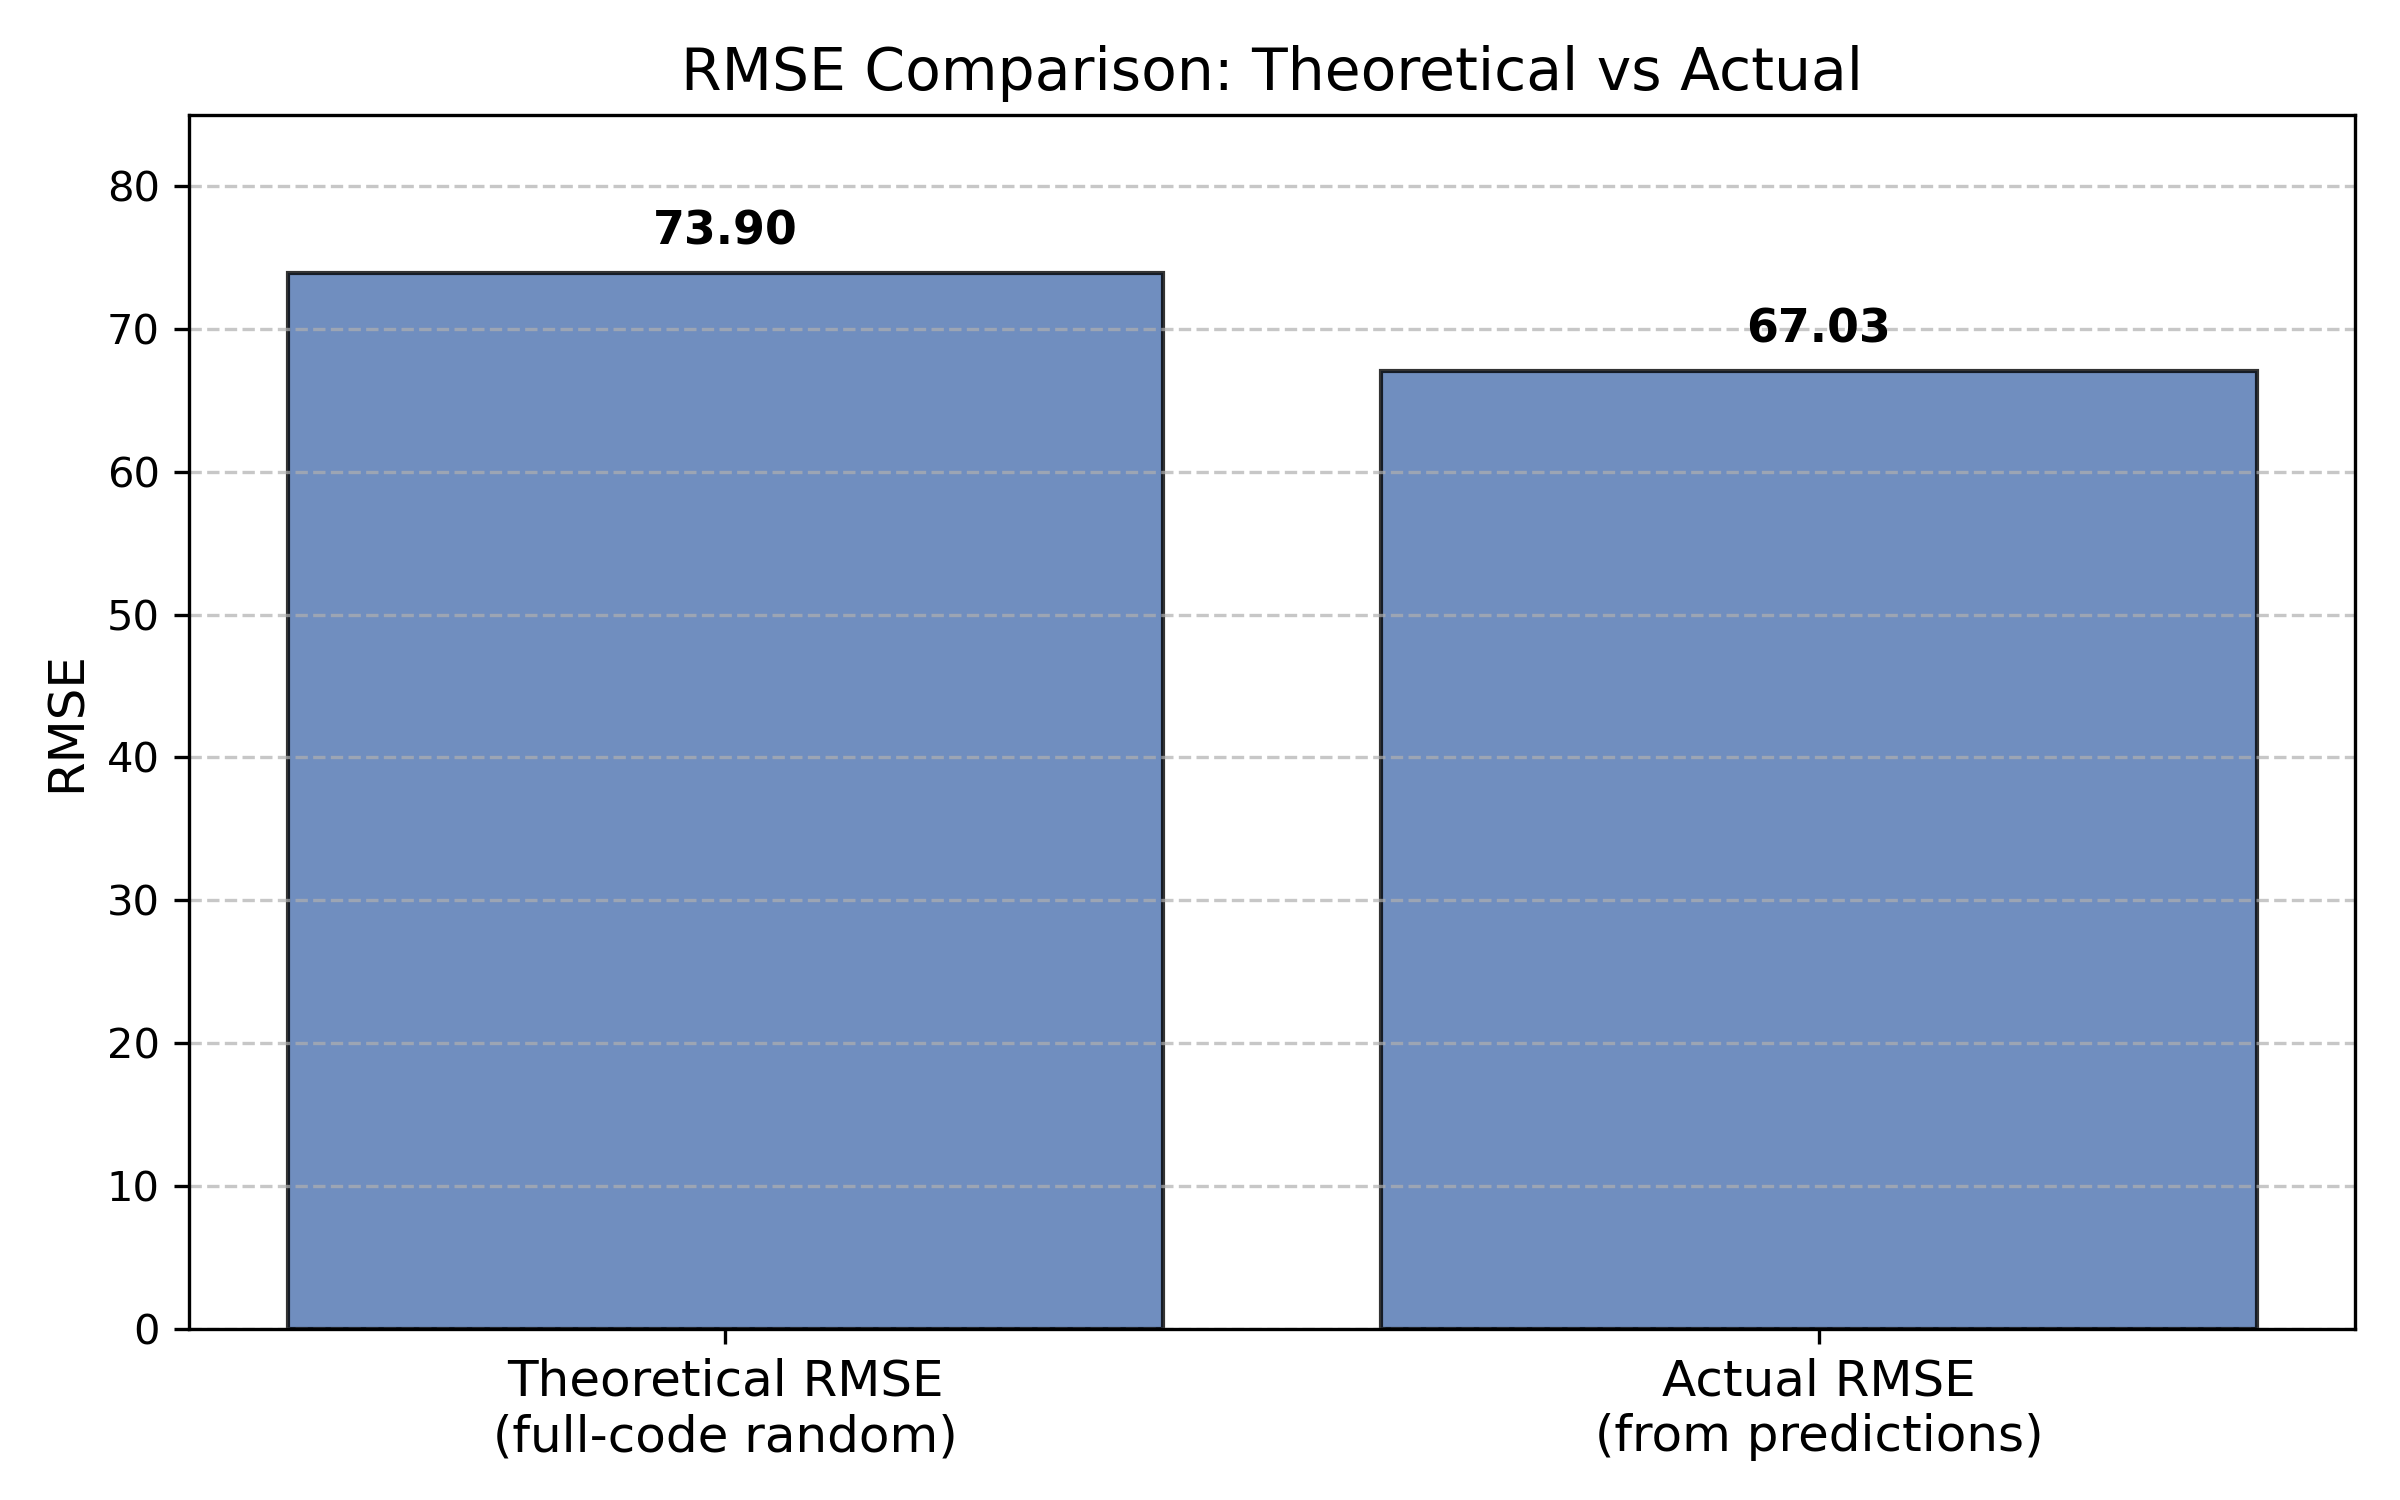 RMSE Comparison: Theoretical vs Actual
80
73.90
70
67.03
60
50
RMSE
40
30
20
10
0
Theoretical RMSE
(full-code random)
Actual RMSE
(from predictions)